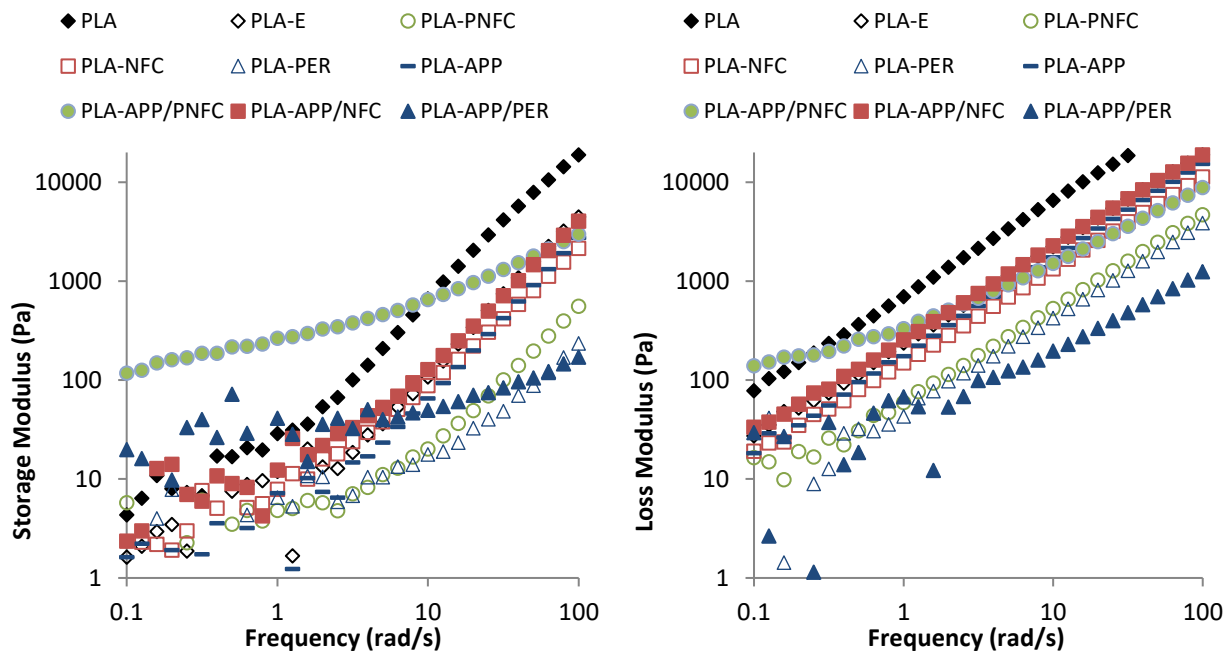 PLA PLA-E PLA-PNFC
PLA-NFC PLA-PER PLA-APP
PLA-APP/PNFC PLA-APP/NFC PLA-APP/PER
Storage Modulus (Pa)
10000
1000
100
10
1
0.1 1 10 100
Frequency (rad/s)
PLA PLA-E PLA-PNFC
PLA-NFC PLA-PER PLA-APP
PLA-APP/PNFC PLA-APP/NFC PLA-APP/PER
Loss Modulus (Pa)
10000
1000
100
10
1
0.1 1 10 100
Frequency (rad/s)